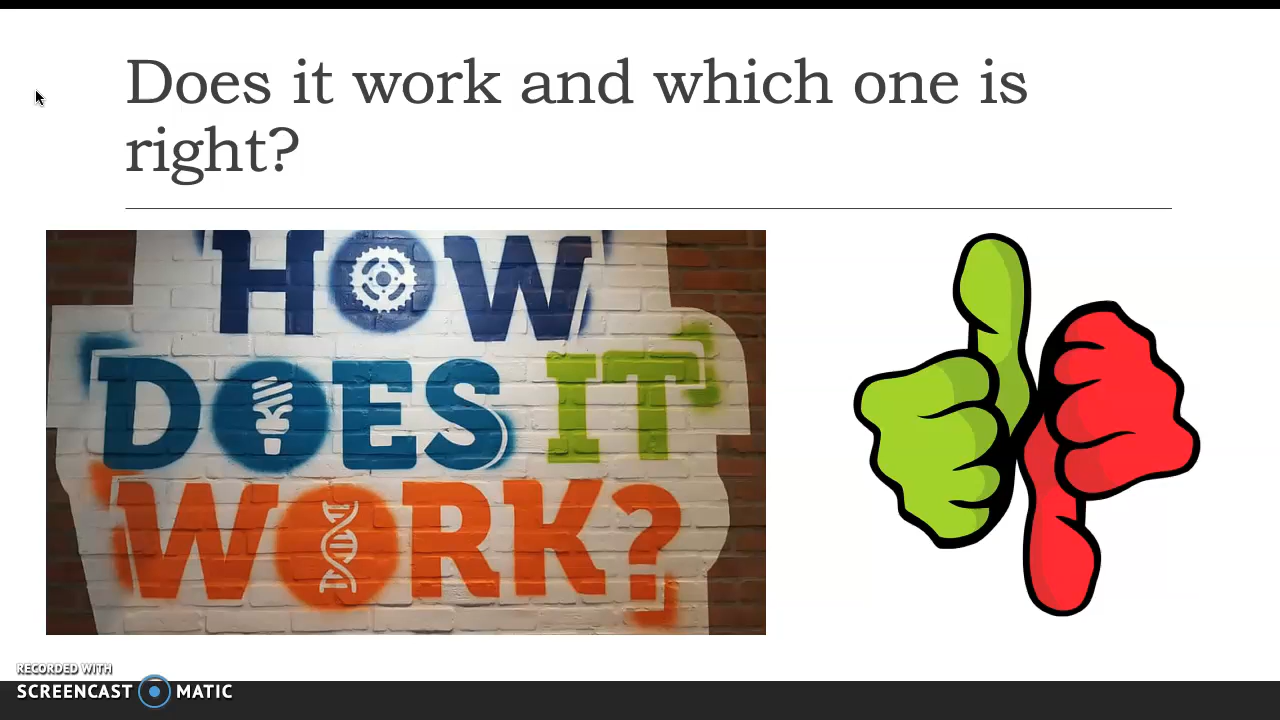 Does it work and which one is
right?
HOW
DOES IT
WORK?
RECORDED WITH
SCREENCAST MATIC